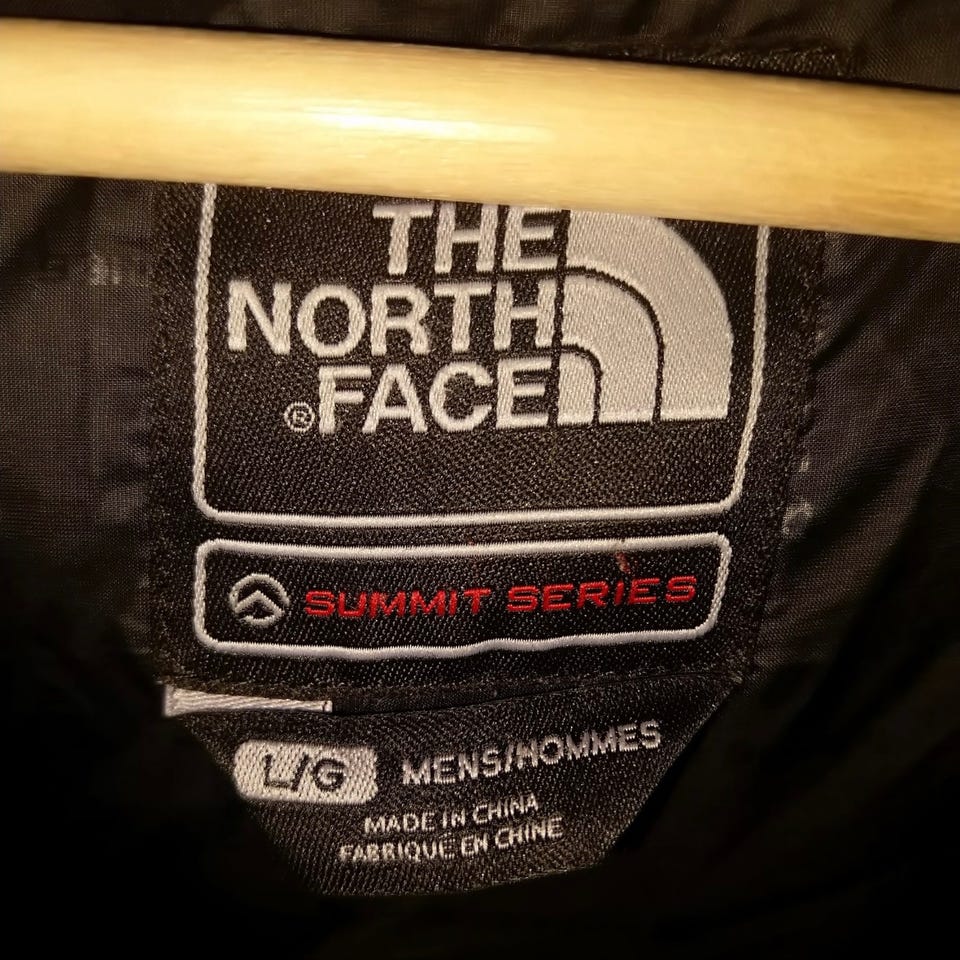 THE
NORTH
®FACE
SUMMIT SERIES
L/G MENS/HOMMES
MADE IN CHINA
FABRIQUE EN CHINE